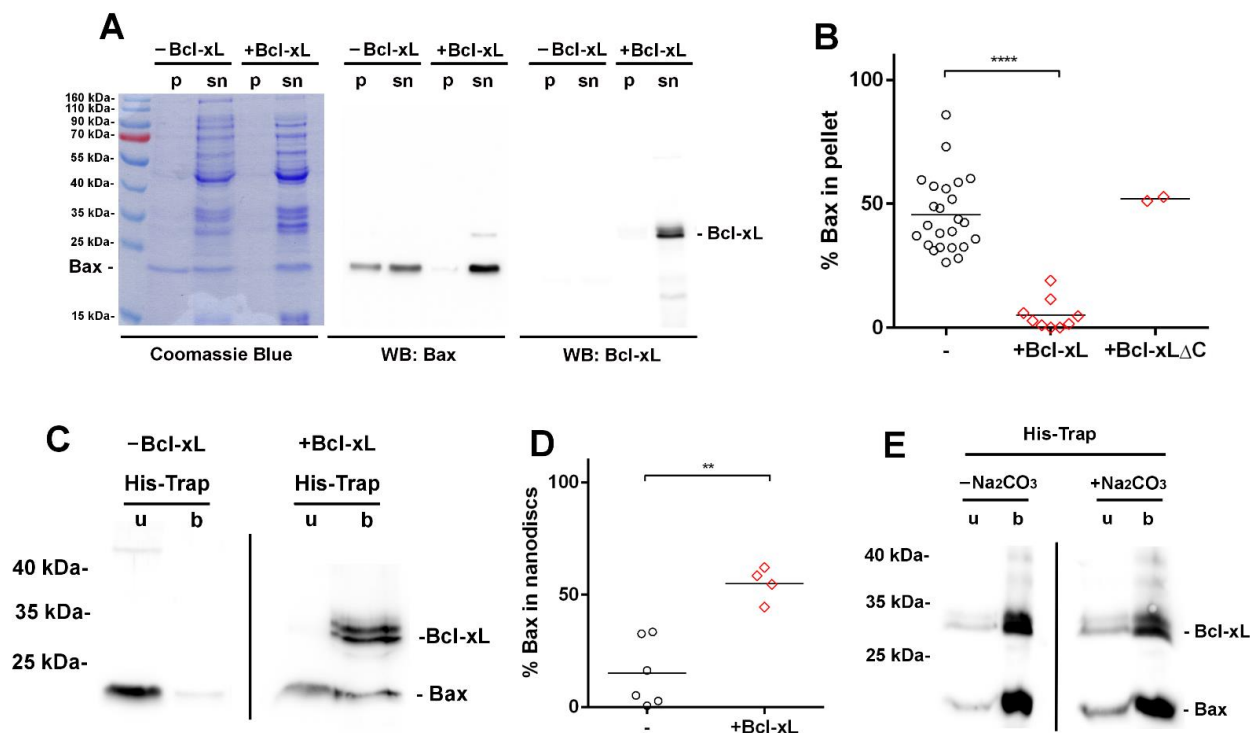 A
−Bcl-xL +Bcl-xL −Bcl-xL +Bcl-xL −Bcl-xL +Bcl-xL
p sn p sn p sn p sn p sn p sn
160 kDa-
110 kDa-
90 kDa-
70 kDa-
55 kDa-
40 kDa-
35 kDa-
25 kDa-
Bax -
15 kDa-
- Bcl-xL
Coomassie Blue WB: Bax WB: Bcl-xL
B
% Bax in pellet
100
50
0
****
- +Bcl-xL +Bcl-xLΔC
C
−Bcl-xL +Bcl-xL
His-Trap His-Trap
u b u b
40 kDa-
35 kDa-
25 kDa-
-Bcl-xL
- Bax
D
% Bax in nanodiscs
100
50
0
**
- +Bcl-xL
E
His-Trap
−Na2CO3 +Na2CO3
u b u b
40 kDa-
35 kDa-
25 kDa-
- Bcl-xL
- Bax